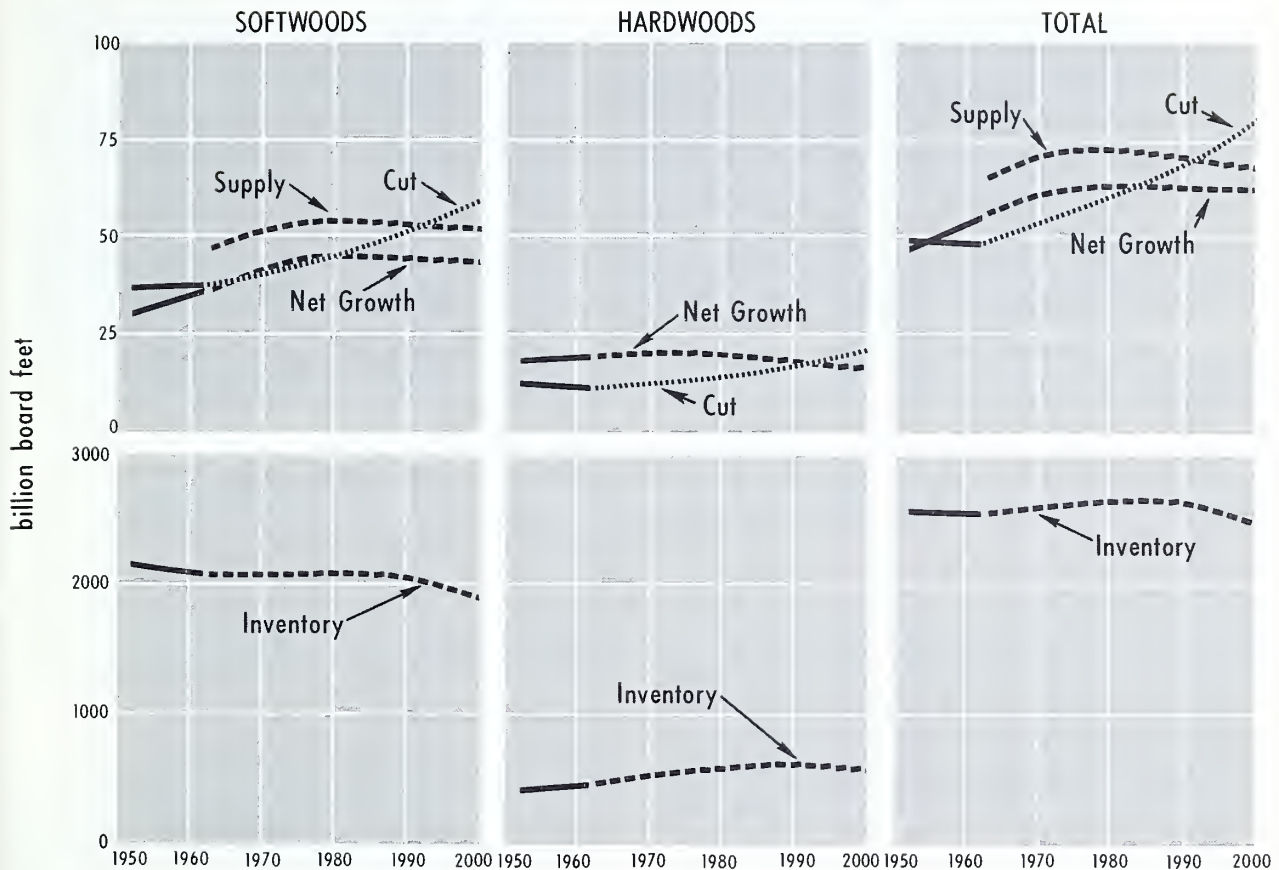 SOFTWOODS
HARDWOODS
TOTAL
billion board feet
100
75
50
25
0
Supply
Cut
Net Growth
Net Growth
Cut
Supply
Cut
Net Growth
3000
2000
1000
0
Inventory
Inventory
Inventory
1950 1960 1970 1980 1990 2000
1950 1960 1970 1980 1990 2000
1950 1960 1970 1980 1990 2000